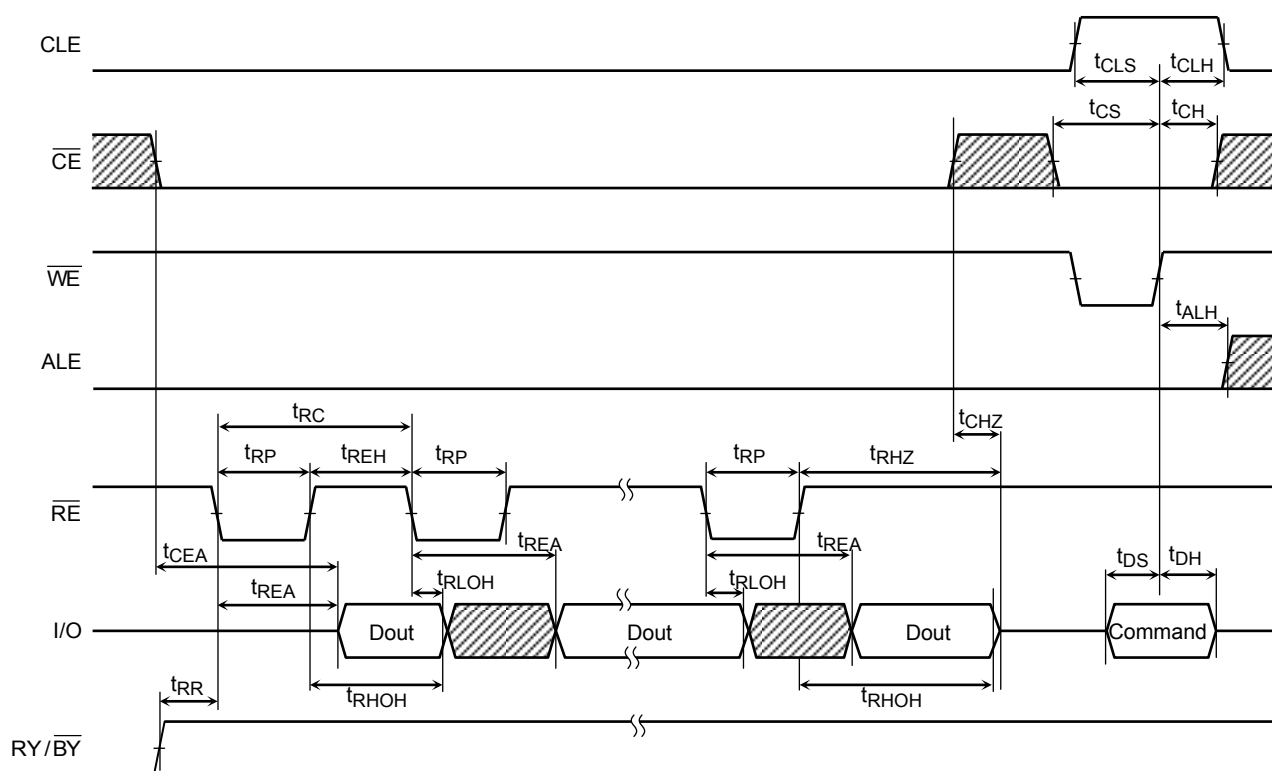 CLE
tCLS tCLH
tCS tCH
CE
WE
tALH
ALE
tRC
tCHZ
tRP tREH tRP tRP tRHZ
RE
tCEA tREA tREA
tREA tRLOH tRLOH tDS tDH
I/O Dout Dout Dout Command
tRR tRHOH tRHOH
RY/BY